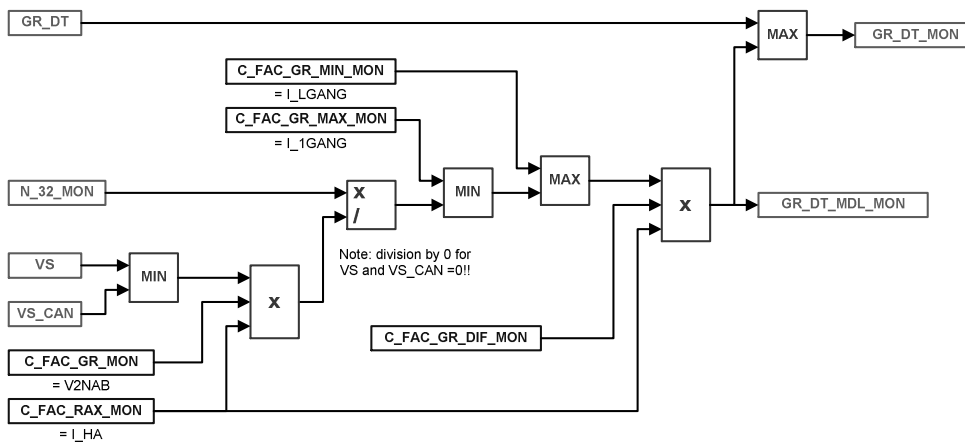 GR_DT
MAX
GR_DT_MON
C_FAC_GR_MIN_MON
= I_LGANG
C_FAC_GR_MAX_MON
= I_1GANG
N_32_MON
X
/
MIN
MAX
X
GR_DT_MDL_MON
Note: division by 0 for
VS and VS_CAN =0!!
VS
MIN
VS_CAN
X
C_FAC_GR_DIF_MON
C_FAC_GR_MON
= V2NAB
C_FAC_RAX_MON
= I_HA